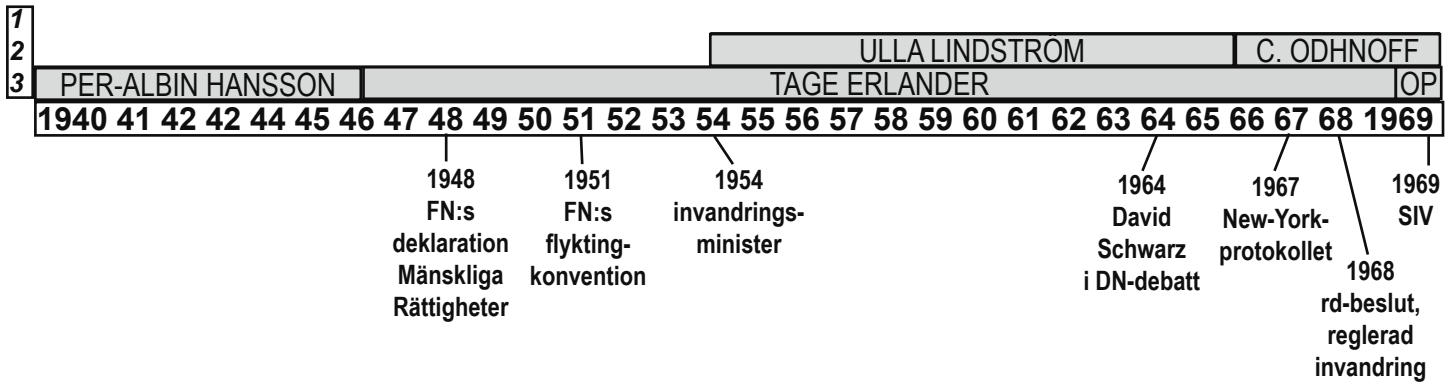 1
2 ULLA LINDSTRÖM C. ODHNOFF
3 PER-ALBIN HANSSON TAGE ERLANDER OP
1940 41 42 42 44 45 46 47 48 49 50 51 52 53 54 55 56 57 58 59 60 61 62 63 64 65 66 67 68 1969
1948
FN:s
deklaration
Mänskliga
Rättigheter
1951
FN:s
flykting-
konvention
1954
invandrings-
minister
1964
David
Schwarz
i DN-debatt
1967
New-York-
protokollet
1968
rd-beslut,
reglerad
invandring
1969
SIV